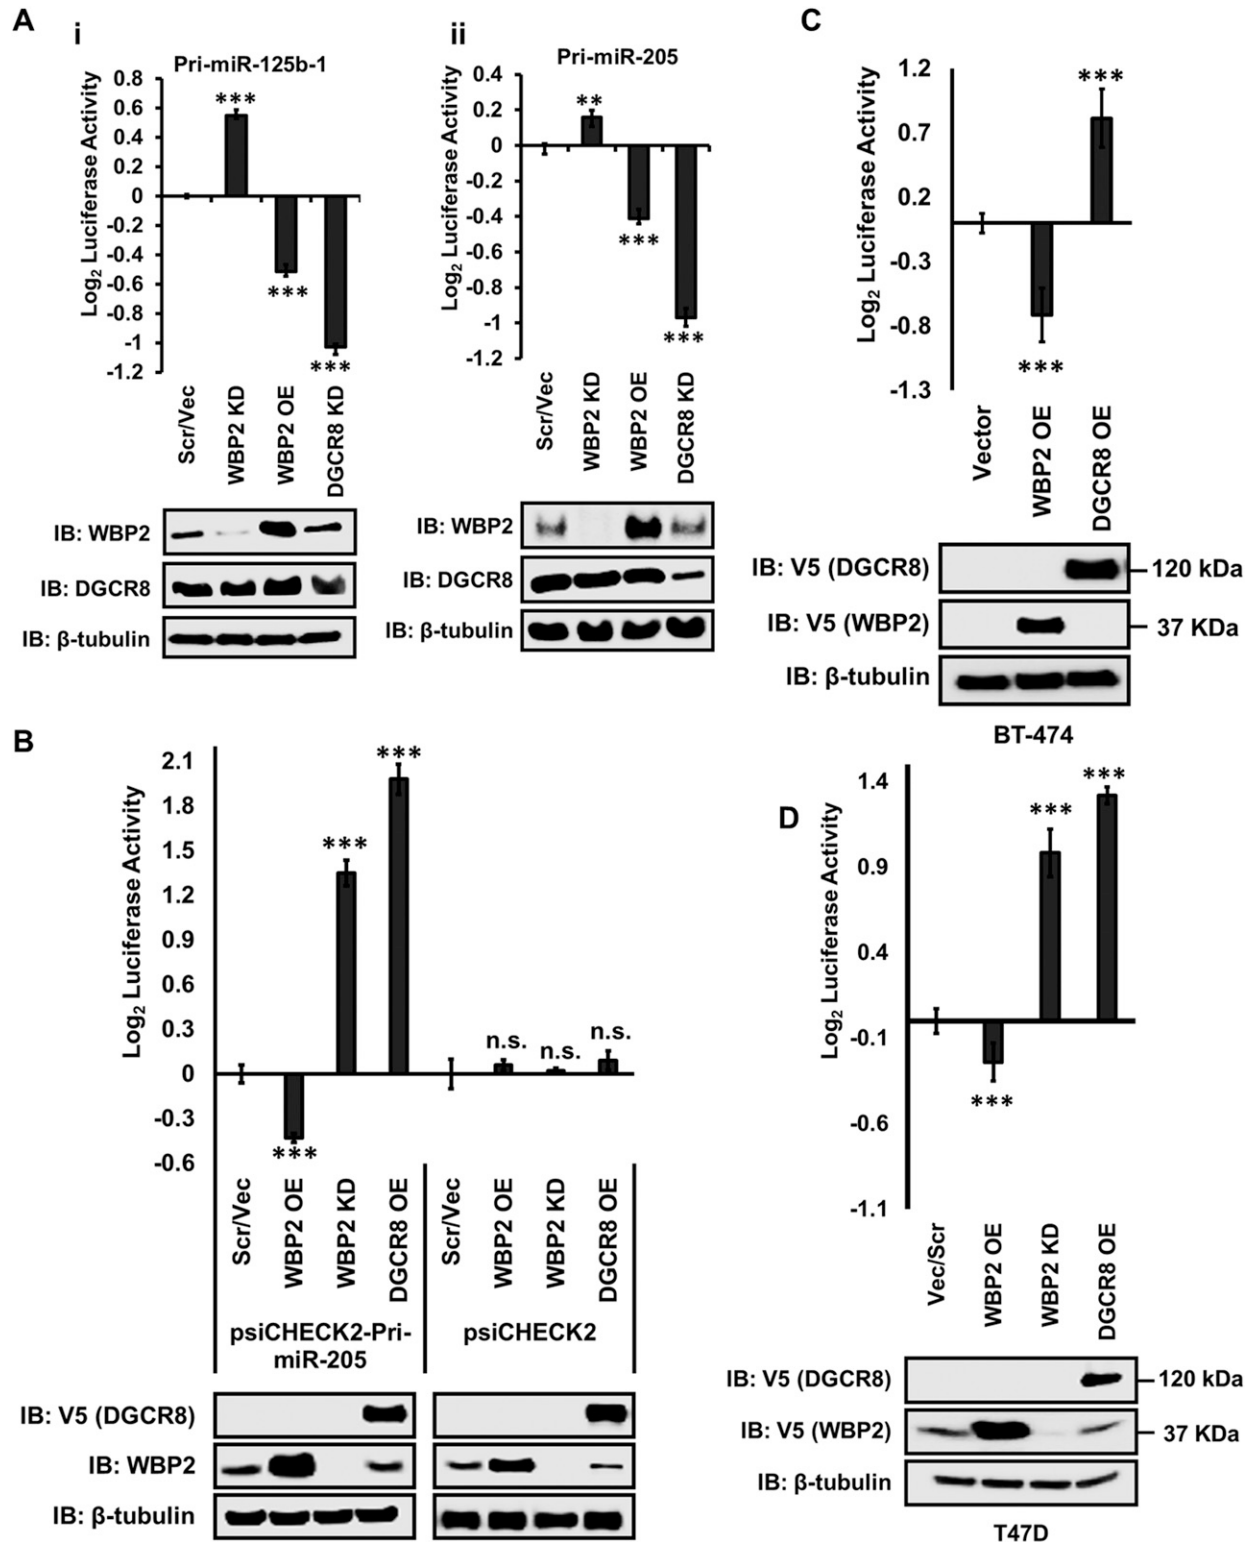 A
i
Pri-miR-125b-1
Log2 Luciferase Activity
0.8
0.6
0.4
0.2
0
-0.2
-0.4
-0.6
-0.8
-1
-1.2
***
***
***
Scr/Vec
WBP2 KD
WBP2 OE
DGCR8 KD
IB: WBP2
IB: DGCR8
IB: β-tubulin
ii
Pri-miR-205
Log2 Luciferase Activity
0.4
0.2
0
-0.2
-0.4
-0.6
-0.8
-1
-1.2
**
***
***
Scr/Vec
WBP2 KD
WBP2 OE
DGCR8 KD
IB: WBP2
IB: DGCR8
IB: β-tubulin
C
Log2 Luciferase Activity
1.2
0.7
0.2
-0.3
-0.8
-1.3
***
***
Vector
WBP2 OE
DGCR8 OE
IB: V5 (DGCR8)
120 kDa
IB: V5 (WBP2)
37 KDa
IB: β-tubulin
BT-474
B
Log2 Luciferase Activity
2.1
1.8
1.5
1.2
0.9
0.6
0.3
0
-0.3
-0.6
***
***
***
n.s.
n.s.
n.s.
Scr/Vec
WBP2 OE
WBP2 KD
DGCR8 OE
Scr/Vec
WBP2 OE
WBP2 KD
DGCR8 OE
psiCHECK2-Pri-
miR-205
psiCHECK2
IB: V5 (DGCR8)
IB: WBP2
IB: β-tubulin
D
Log2 Luciferase Activity
1.4
0.9
0.4
-0.1
-0.6
-1.1
***
***
***
Vec/Scr
WBP2 OE
WBP2 KD
DGCR8 OE
IB: V5 (DGCR8)
120 kDa
IB: V5 (WBP2)
37 KDa
IB: β-tubulin
T47D